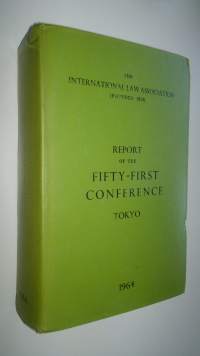 THE
INTERNATIONAL LAW ASSOCIATION
(FOUNDED 1873)
REPORT
OF THE
FIFTY-FIRST
CONFERENCE
TOKYO
1964